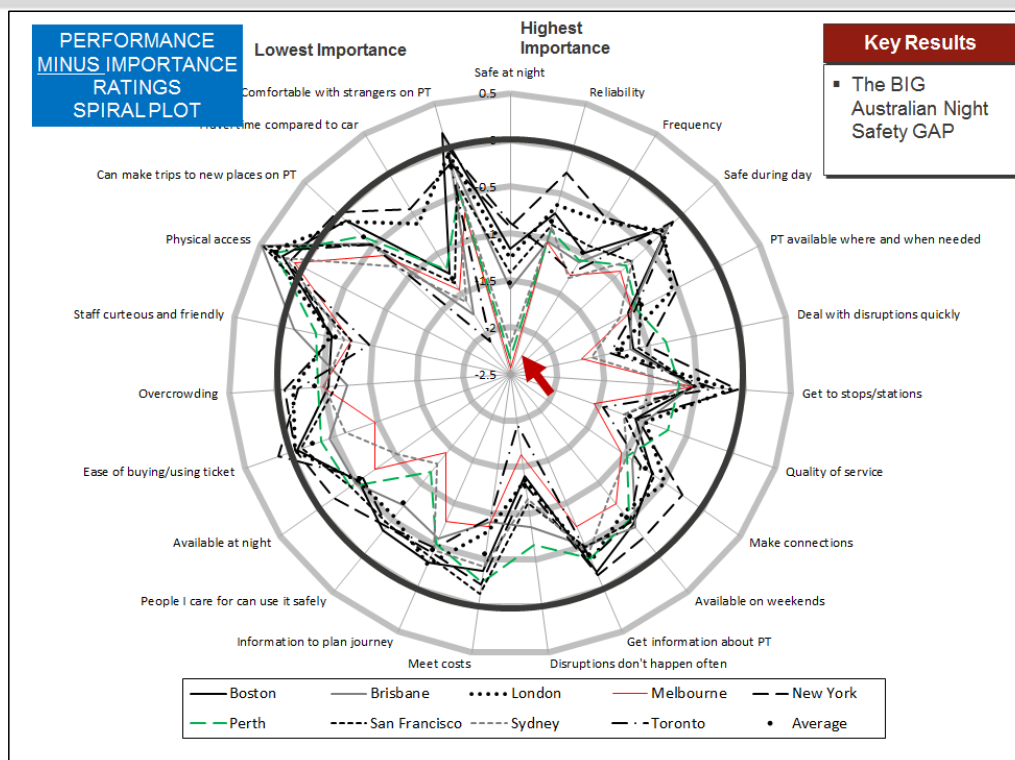 PERFORMANCE
MINUS IMPORTANCE
RATINGS
SPIRAL PLOT
Lowest Importance
Highest
Importance
Key Results
▪ The BIG
Australian Night
Safety GAP
Safe at night
Reliability
Frequency
Safe during day
PT available where and when needed
Deal with disruptions quickly
Get to stops/stations
Quality of service
Make connections
Available on weekends
Get information about PT
Disruptions don't happen often
Meet costs
Information to plan journey
People I care for can use it safely
Available at night
Ease of buying/using ticket
Overcrowding
Staff curteous and friendly
Physical access
Can make trips to new places on PT
time compared to car
Comfortable with strangers on PT
0.5
0
-0.5
-2
-2.5
Boston
Brisbane
London
Melbourne
New York
Perth
San Francisco
Sydney
Toronto
Average